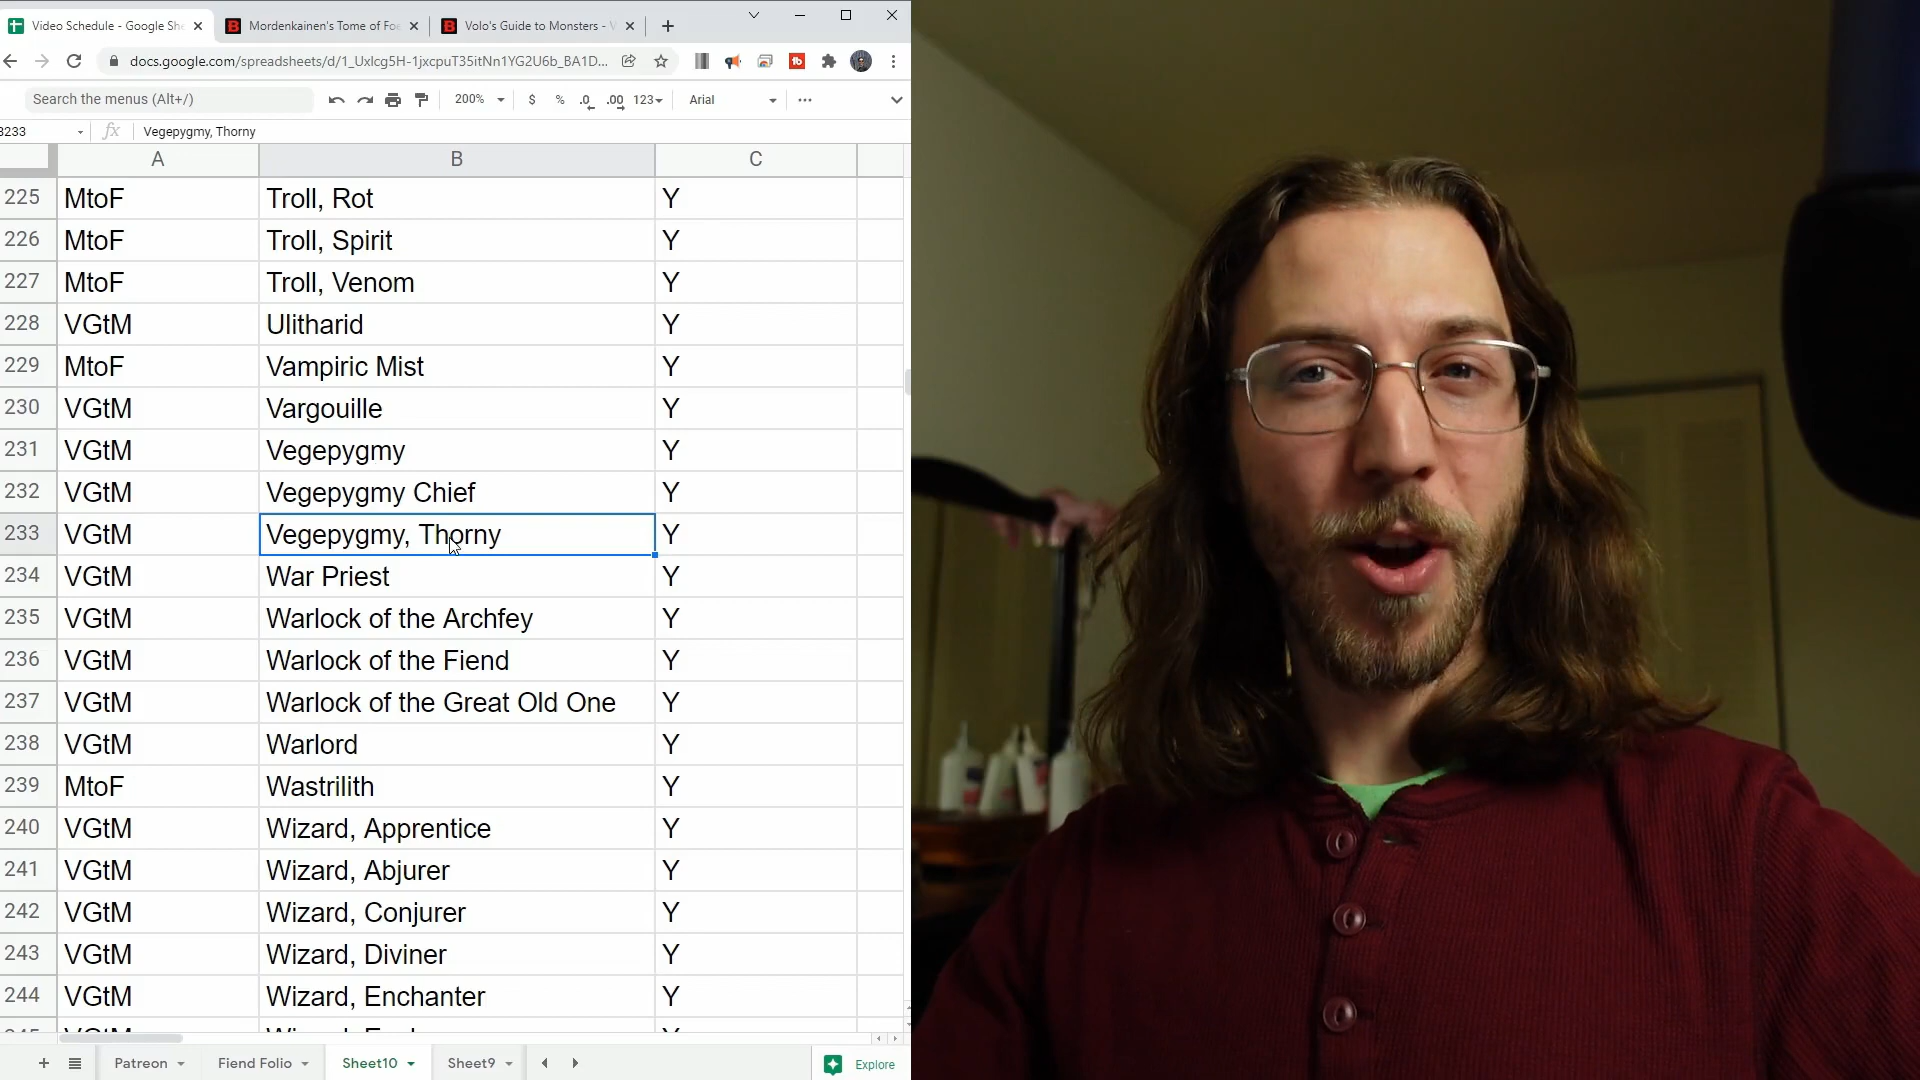 Video Schedule - Google She
Mordenkainen's Tome of Foe
Volo's Guide to Monsters - V
docs.google.com/spreadsheets/d/1_Uxlcg5H-1jxcpuT35itNn1YG2U6b_BA1D...
Search the menus (Alt+/)
200%
$
%
.0
.00
123
Arial
233
fx
Vegepygmy, Thorny
A B C
225 MtoF Troll, Rot Y
226 MtoF Troll, Spirit Y
227 MtoF Troll, Venom Y
228 VGtM Ulitharid Y
229 MtoF Vampiric Mist Y
230 VGtM Vargouille Y
231 VGtM Vegepygmy Y
232 VGtM Vegepygmy Chief Y
233 VGtM Vegepygmy, Thorny Y
234 VGtM War Priest Y
235 VGtM Warlock of the Archfey Y
236 VGtM Warlock of the Fiend Y
237 VGtM Warlock of the Great Old One Y
238 VGtM Warlord Y
239 MtoF Wastrilith Y
240 VGtM Wizard, Apprentice Y
241 VGtM Wizard, Abjurer Y
242 VGtM Wizard, Conjurer Y
243 VGtM Wizard, Diviner Y
244 VGtM Wizard, Enchanter Y
Patreon
Fiend Folio
Sheet10
Sheet9
Explore